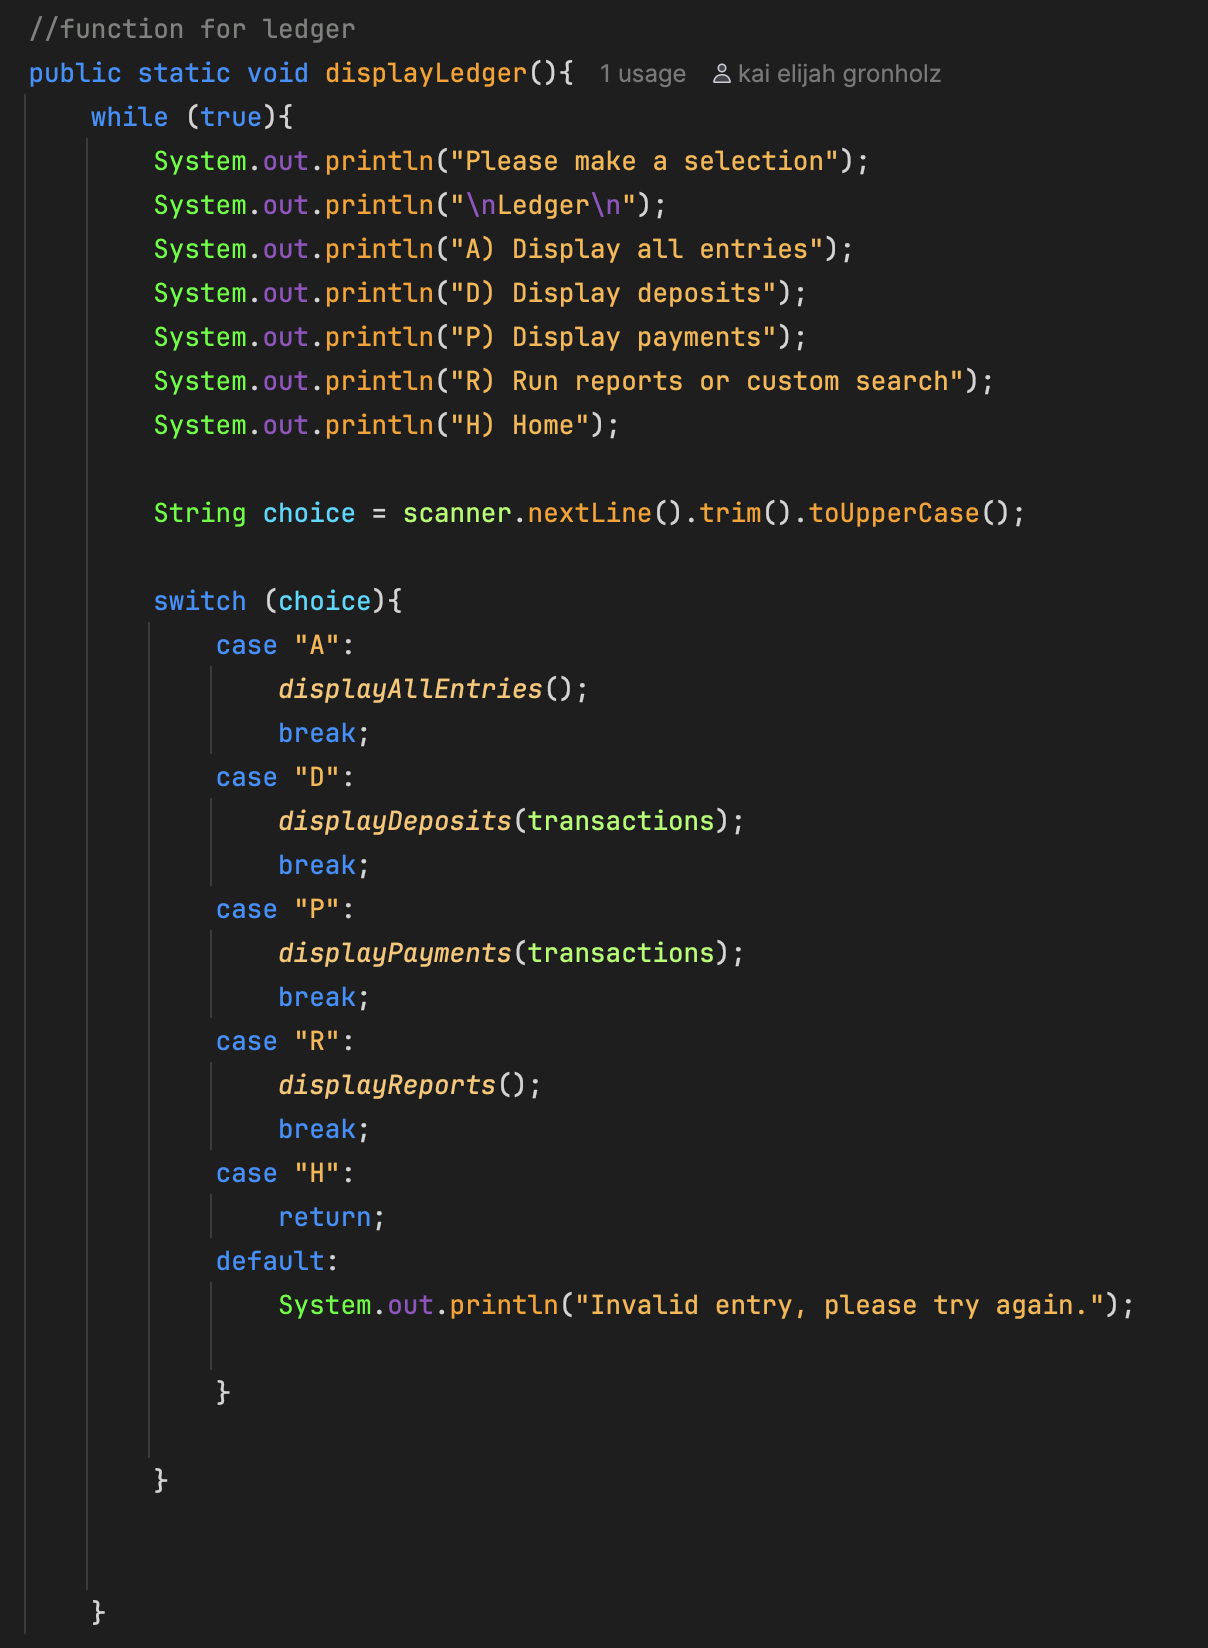 //function for ledger
public static void displayLedger(){ 1 usage kai elijah gronholz
while (true){
System.out.println("Please make a selection");
System.out.println("\nLedger\n");
System.out.println("A) Display all entries");
System.out.println("D) Display deposits");
System.out.println("P) Display payments");
System.out.println("R) Run reports or custom search");
System.out.println("H) Home");
String choice = scanner.nextLine().trim().toUpperCase();
switch (choice){
case "A":
displayAllEntries();
break;
case "D":
displayDeposits(transactions);
break;
case "P":
displayPayments(transactions);
break;
case "R":
displayReports();
break;
case "H":
return;
default:
System.out.println("Invalid entry, please try again.");
}
}
}